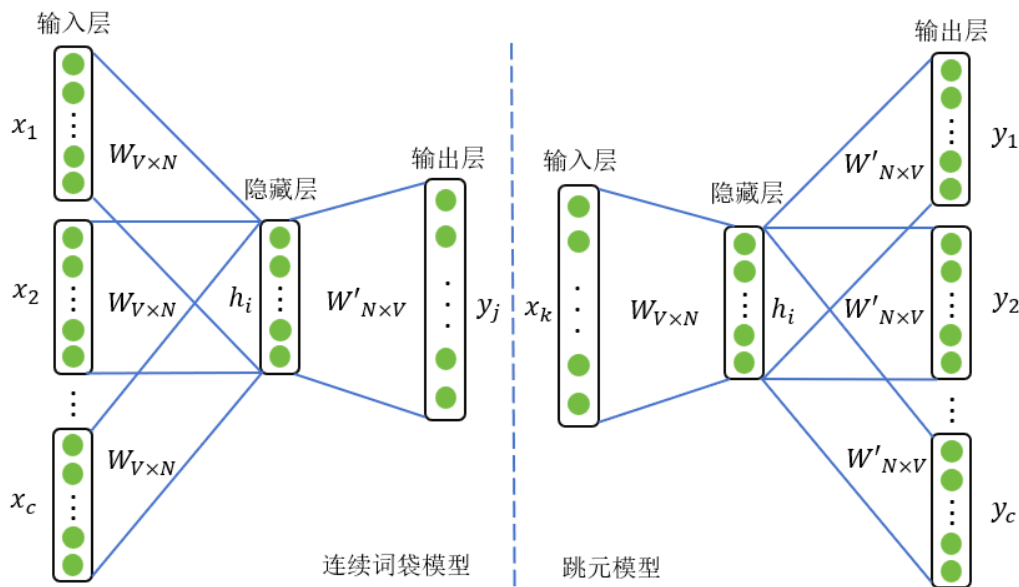 输入层
x₁
W_{V×N}
x₂
W_{V×N}
⋮
x_c
W_{V×N}
隐藏层
h_i
W'_{N×V}
输出层
y_j
连续词袋模型
输入层
x_k
W_{V×N}
隐藏层
h_i
输出层
W'_{N×V}
y₁
W'_{N×V}
y₂
⋮
W'_{N×V}
y_c
跳元模型